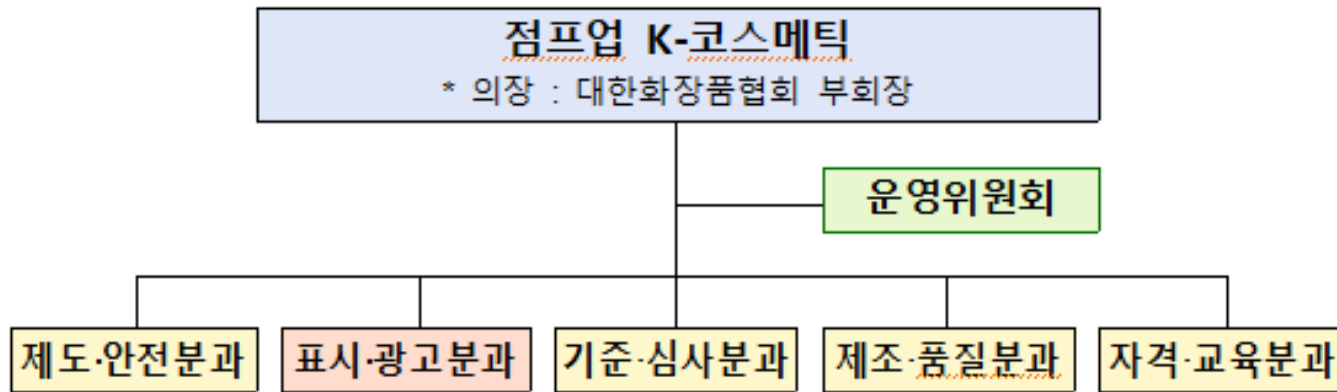 점프업 K-코스메틱
* 의장 : 대한화장품협회 부회장
운영위원회
제도·안전분과
표시·광고분과
기준·심사분과
제조·품질분과
자격·교육분과